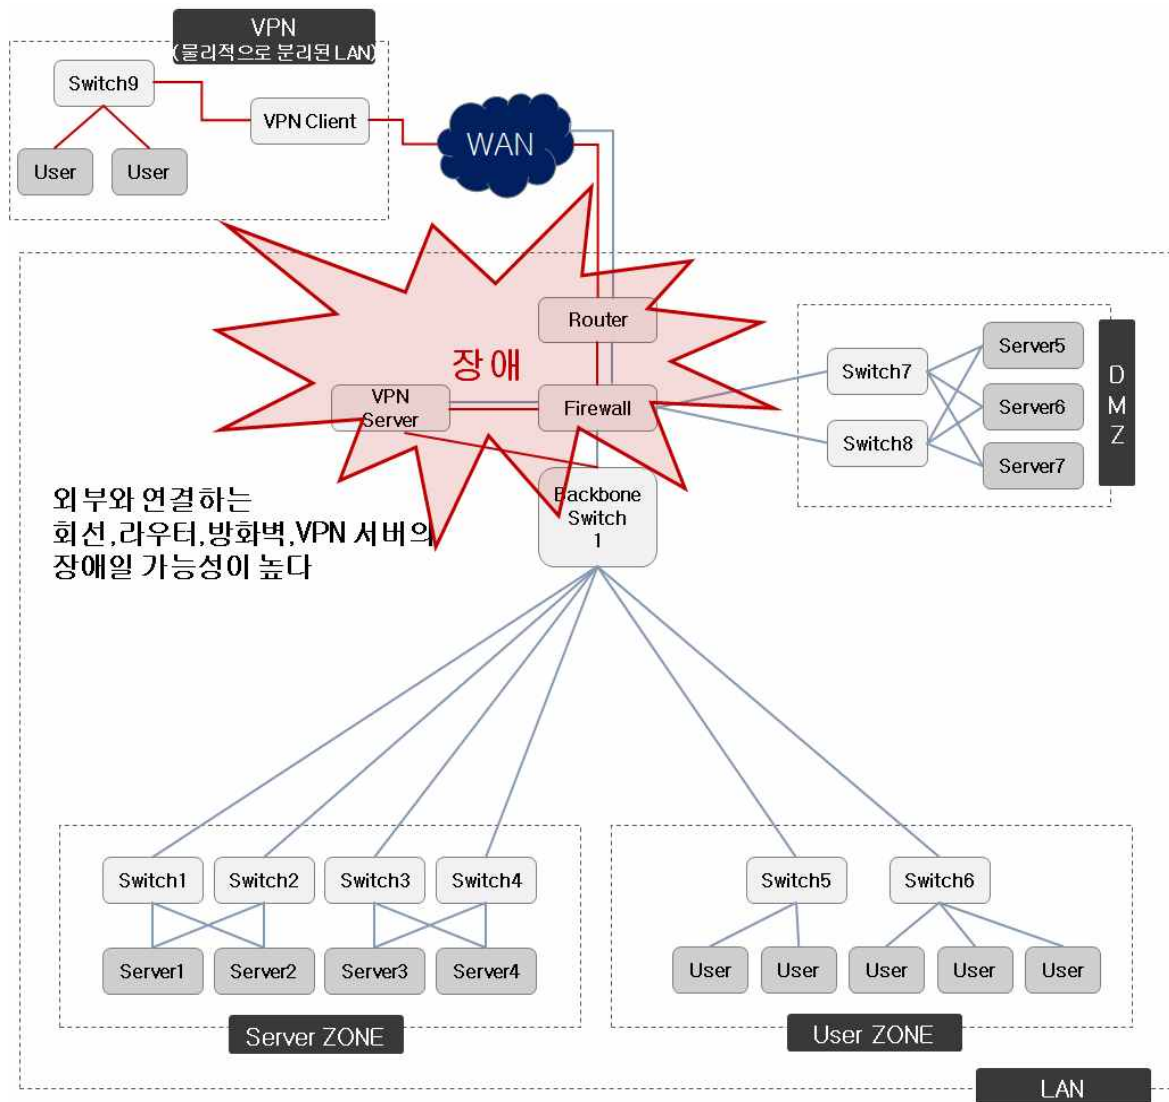 VPN
(물리적으로 분리된 LAN)
Switch9
VPN Client
User
User
WAN
Router
장애
VPN
Server
Firewall
Switch7
Switch8
Server5
Server6
Server7
D
M
Z
Backbone
Switch
1
외부와 연결하는
회선,라우터,방화벽,VPN 서버의
장애일 가능성이 높다
Switch1
Switch2
Switch3
Switch4
Server1
Server2
Server3
Server4
Server ZONE
Switch5
Switch6
User
User
User
User
User
User ZONE
LAN